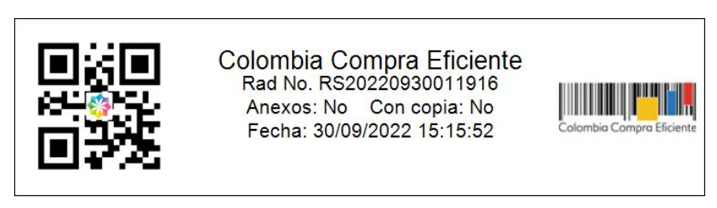 Colombia Compra Eficiente
Rad No. RS20220930011916
Anexos: No Con copia: No
Fecha: 30/09/2022 15:15:52
Colombia Compra Eficiente